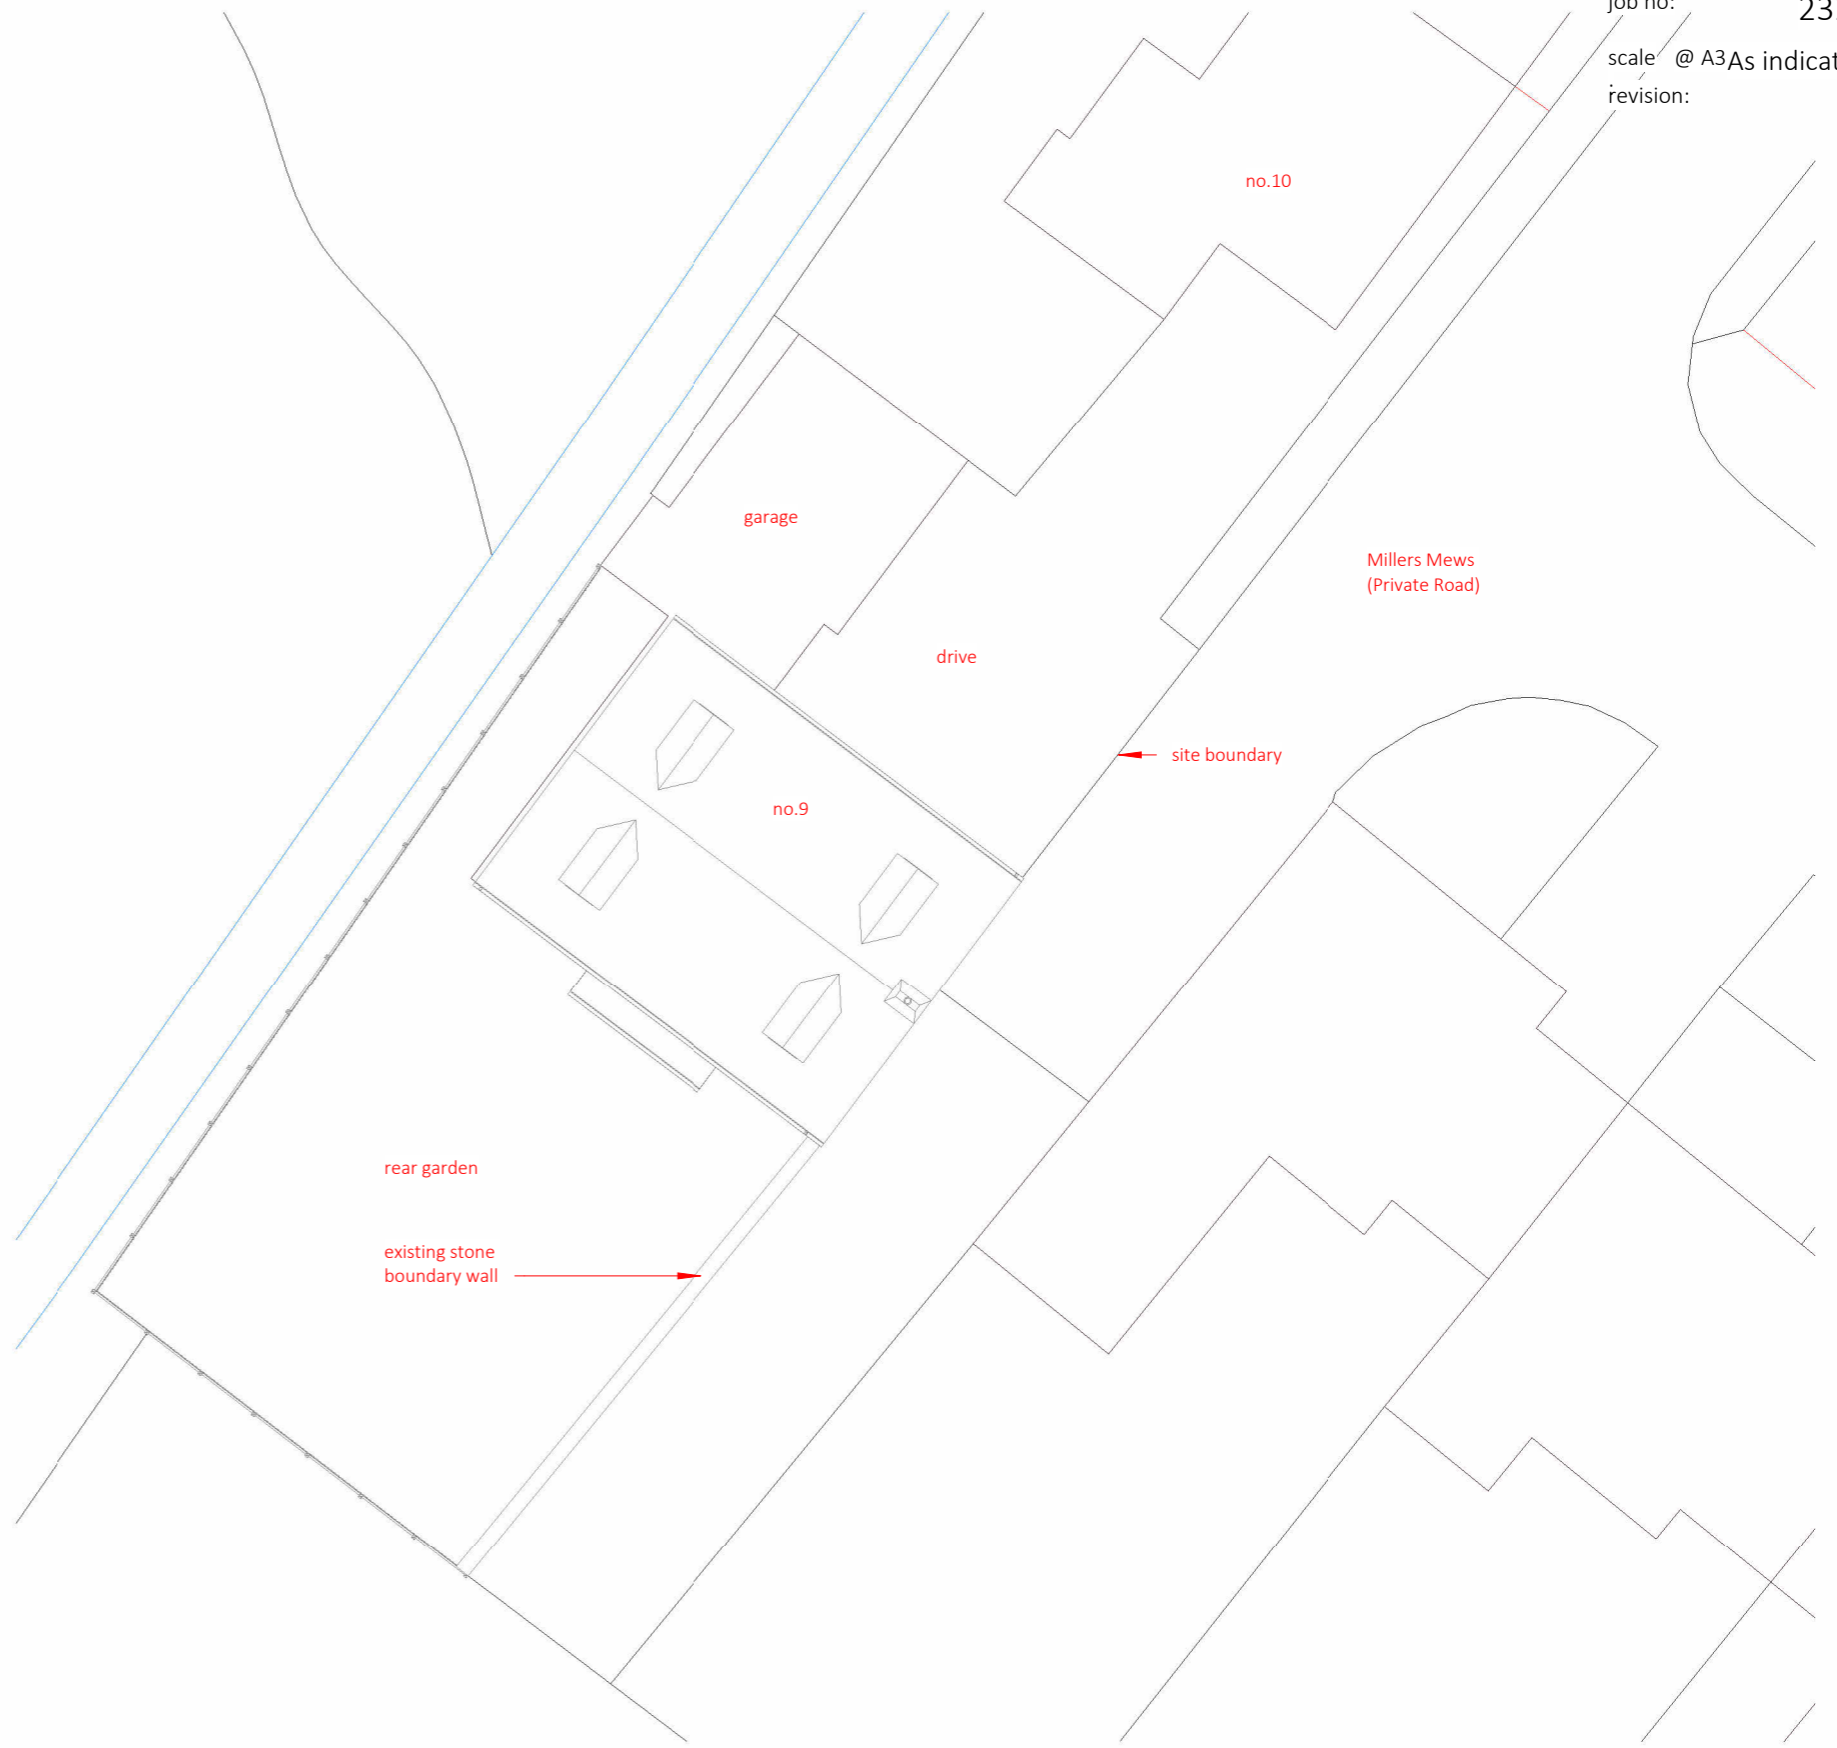 job no:
scale @ A3 As indicat
:
revision:
no.10
garage
Millers Mews
(Private Road)
drive
site boundary
no.9
rear garden
existing stone
boundary wall